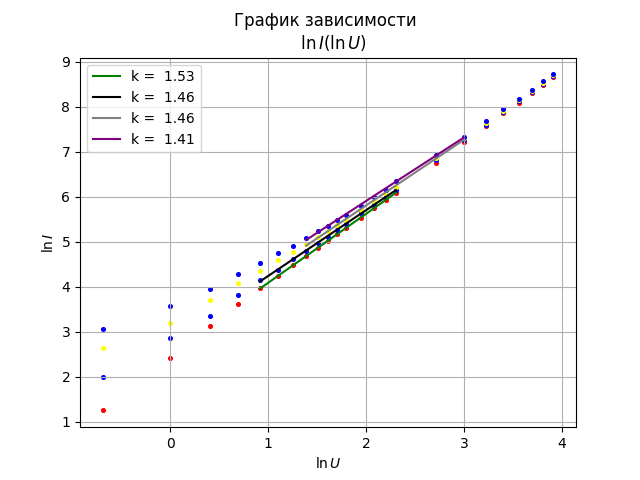 График зависимости
ln I(ln U)
k = 1.53
k = 1.46
k = 1.46
k = 1.41
9
8
7
6
5
4
3
2
1
ln I
0 1 2 3 4
ln U